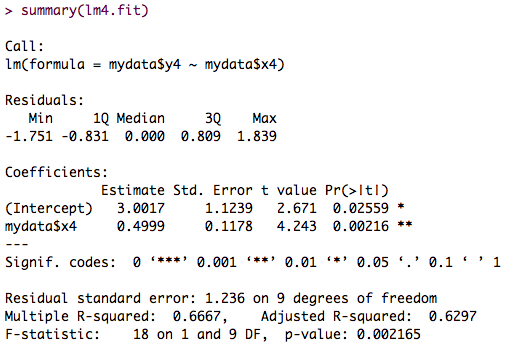 > summary(lm4.fit)
Call:
lm(formula = mydata$y4 ~ mydata$x4)
Residuals:
   Min     1Q Median     3Q    Max
-1.751 -0.831  0.000  0.809  1.839
Coefficients:
            Estimate Std. Error t value Pr(>|t|)
(Intercept)   3.0017     1.1239   2.671  0.02559 *
mydata$x4     0.4999     0.1178   4.243  0.00216 **
---
Signif. codes:  0 ‘***’ 0.001 ‘**’ 0.01 ‘*’ 0.05 ‘.’ 0.1 ‘ ’ 1
Residual standard error: 1.236 on 9 degrees of freedom
Multiple R-squared:  0.6667,    Adjusted R-squared:  0.6297
F-statistic:    18 on 1 and 9 DF,  p-value: 0.002165